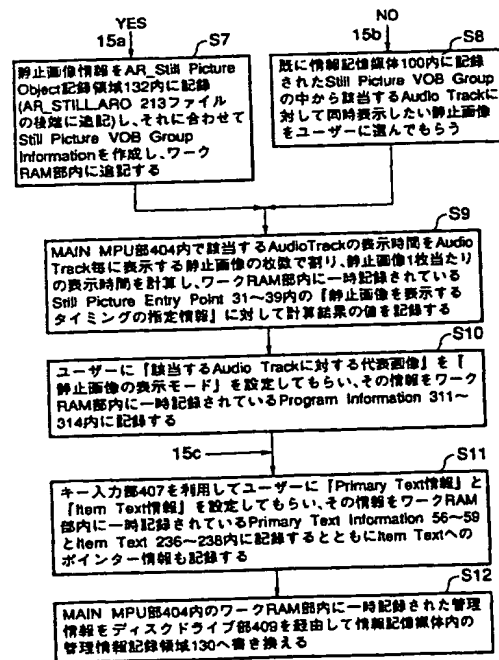 YES
15a
S7
静止画像情報をAR_Still Picture
Object記録領域132内に記録
(AR_STILL.ARO 213ファイル
の後端に追記)し、それに合わせて
Still Picture VOB Group
Informationを作成し、ワーク
RAM部内に追記する
NO
15b
S8
既に情報記憶媒体100内に記録
されたStill Picture VOB Group
の中から該当するAudio Trackに
対して同時表示したい静止画像
をユーザーに選んでもらう
S9
MAIN MPU部404内で該当するAudioTrackの表示時間をAudio
Track毎に表示する静止画像の枚数で割り、静止画像1枚当たり
の表示時間を計算し、ワークRAM部内に一時記録されている
Still Picture Entry Point 31〜39内の『静止画像を表示する
タイミングの指定情報』に対して計算結果の値を記録する
S10
ユーザーに『該当するAudio Trackに対する代表画像』を『
静止画像の表示モード』を設定してもらい、その情報をワーク
RAM部内に一時記録されているProgram Information 311〜
314内に記録する
15c
S11
キー入力部407を利用してユーザーに『Primary Text情報』と
『Item Text情報』を設定してもらい、その情報をワークRAM
部内に一時記録されているPrimary Text Information 56〜59
とItem Text 236〜238内に記録するとともにItem Textへの
ポインター情報も記録する
S12
MAIN MPU部404内のワークRAM部内に一時記録された管理
情報をディスクドライブ部409を経由して情報記憶媒体内の
管理情報記録領域130へ書き換える